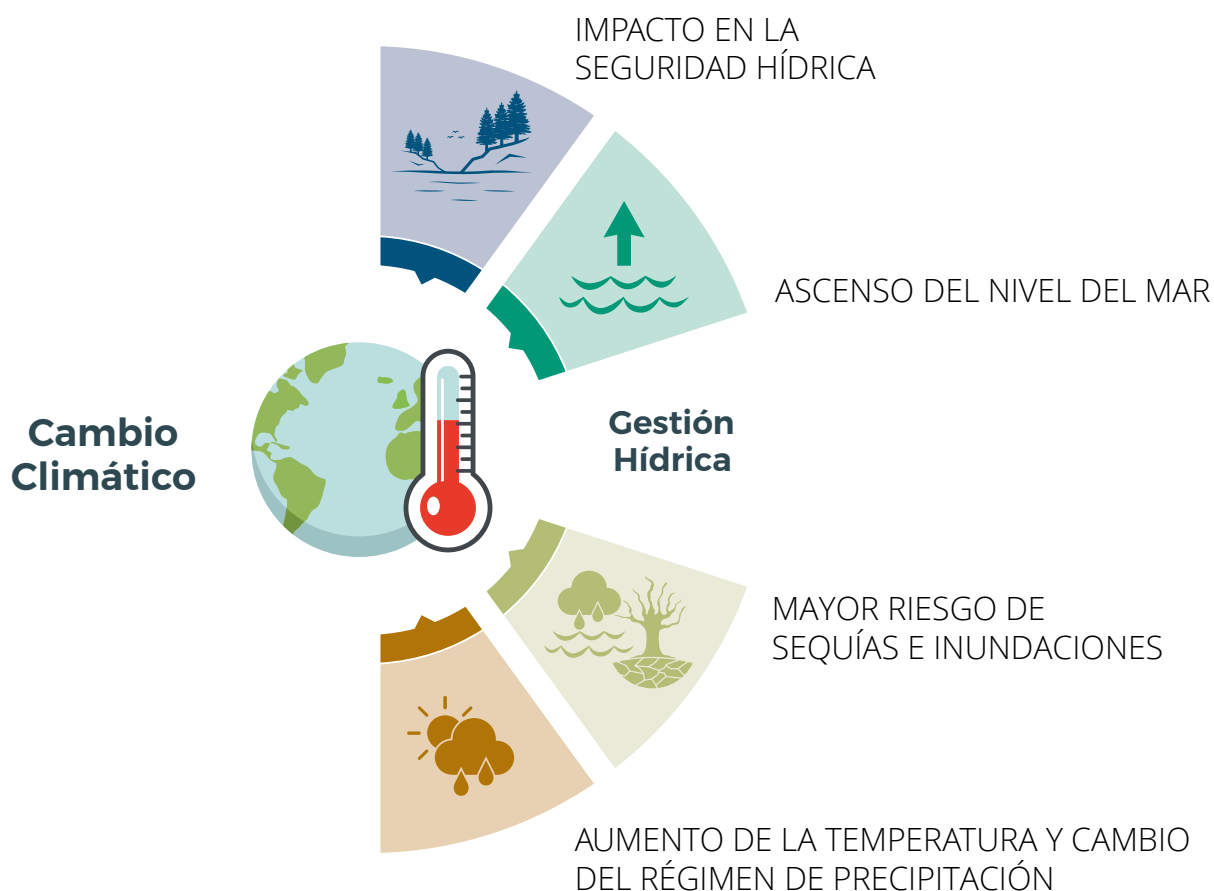 IMPACTO EN LA
SEGURIDAD HÍDRICA
ASCENSO DEL NIVEL DEL MAR
Cambio
Climático
Gestión
Hídrica
MAYOR RIESGO DE
SEQUÍAS E INUNDACIONES
AUMENTO DE LA TEMPERATURA Y CAMBIO
DEL RÉGIMEN DE PRECIPITACIÓN